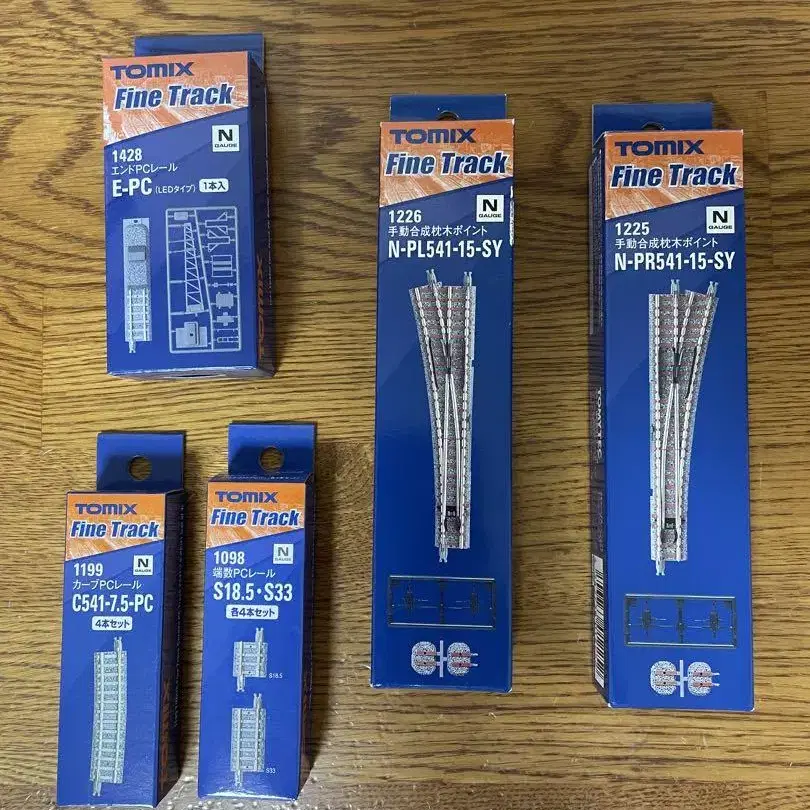 TOMIX
Fine Track
N
GAUGE
1428
エンドPCレール
E-PC (LEDタイプ) 1本入
TOMIX
TOMIX
Fine Track
N
GAUGE
1226
手動合成枕木ポイント
N-PL541-15-SY
TOMIX
Fine Track
N
GAUGE
1225
手動合成枕木ポイント
N-PR541-15-SY
TOMIX
Fine Track
N
GAUGE
1199
カーブPCレール
C541-7.5-PC
4本セット
TOMIX
TOMIX
Fine Track
N
GAUGE
1098
端数PCレール
S18.5・S33
各4本セット
S18.5
S33
TOMIX